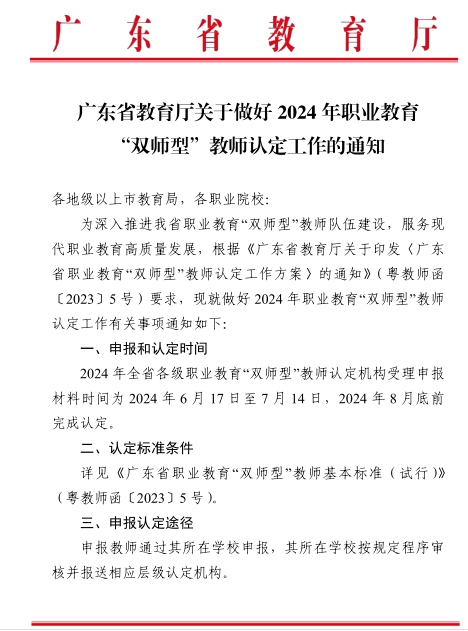 广东省教育厅
广东省教育厅关于做好 2024 年职业教育
“双师型”教师认定工作的通知
各地级以上市教育局，各职业院校：
为深入推进我省职业教育“双师型”教师队伍建设，服务现
代职业教育高质量发展，根据《广东省教育厅关于印发〈广东
省职业教育“双师型”教师认定工作方案〉的通知》（粤教师函
〔2023〕5 号）要求，现就做好 2024 年职业教育“双师型”教师
认定工作有关事项通知如下：
一、申报和认定时间
2024 年全省各级职业教育“双师型”教师认定机构受理申报
材料时间为 2024 年 6 月 17 日至 7 月 14 日，2024 年 8 月底前
完成认定。
二、认定标准条件
详见《广东省职业教育“双师型”教师基本标准（试行）》
（粤教师函〔2023〕5 号）。
三、申报认定途径
申报教师通过其所在学校申报，其所在学校按规定程序审
核并报送相应层级认定机构。